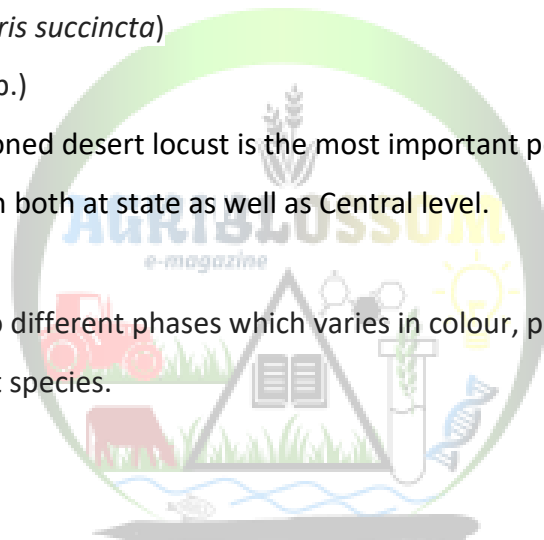 ris succincta)
o.)
oned desert locust is the most important p
n both at state as well as Central level.
AGRIBLOSSOM
e-magazine
o different phases which varies in colour, p
t species.